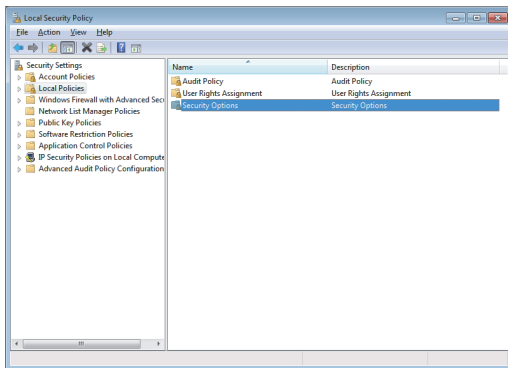 Local Security Policy
File Action View Help
Security Settings
Account Policies
Local Policies
Windows Firewall with Advanced Secu
Network List Manager Policies
Public Key Policies
Software Restriction Policies
Application Control Policies
IP Security Policies on Local Compute
Advanced Audit Policy Configuration
Name Description
Audit Policy Audit Policy
User Rights Assignment User Rights Assignment
Security Options Security Options